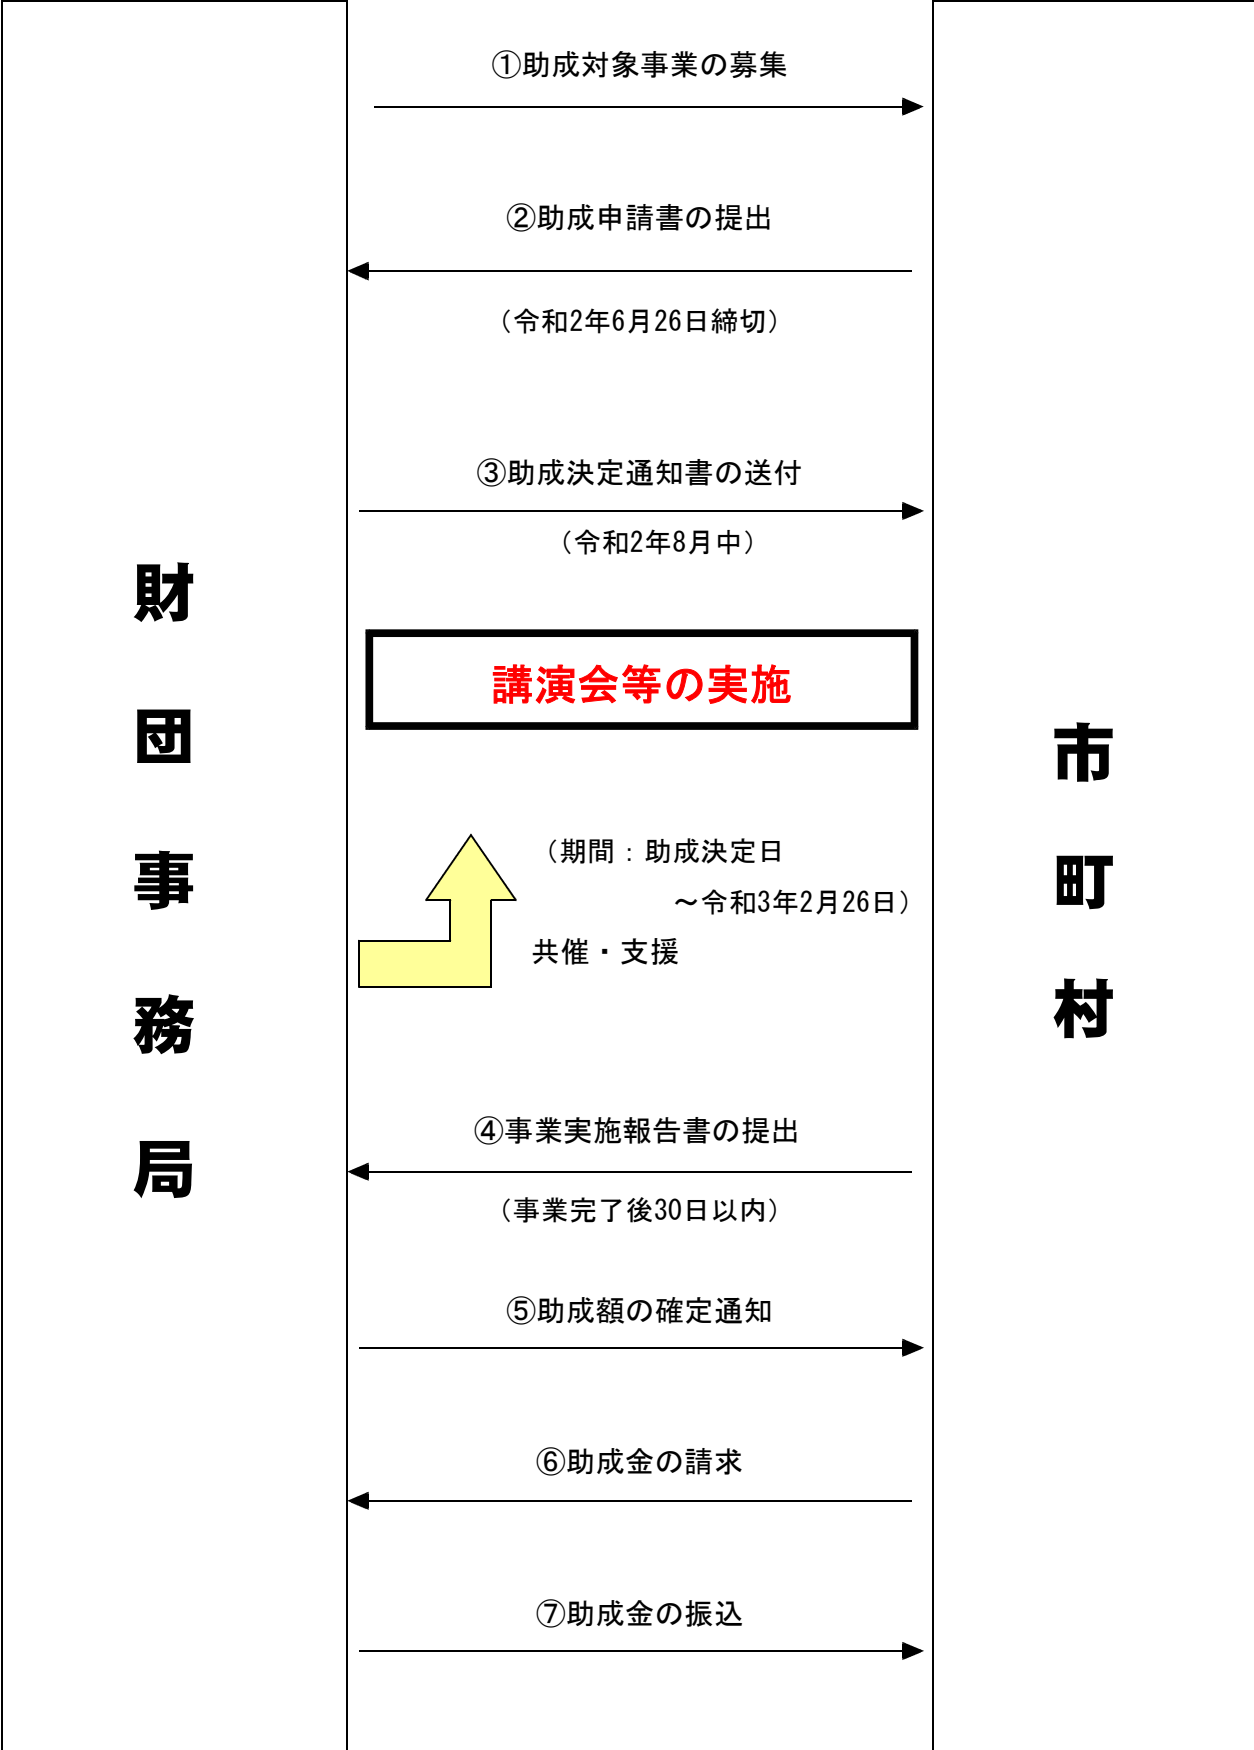 ①助成対象事業の募集
②助成申請書の提出
（令和2年6月26日締切）
③助成決定通知書の送付
（令和2年8月中）
財団事務局
講演会等の実施
市町村
（期間：助成決定日
～令和3年2月26日）
共催・支援
④事業実施報告書の提出
（事業完了後30日以内）
⑤助成額の確定通知
⑥助成金の請求
⑦助成金の振込